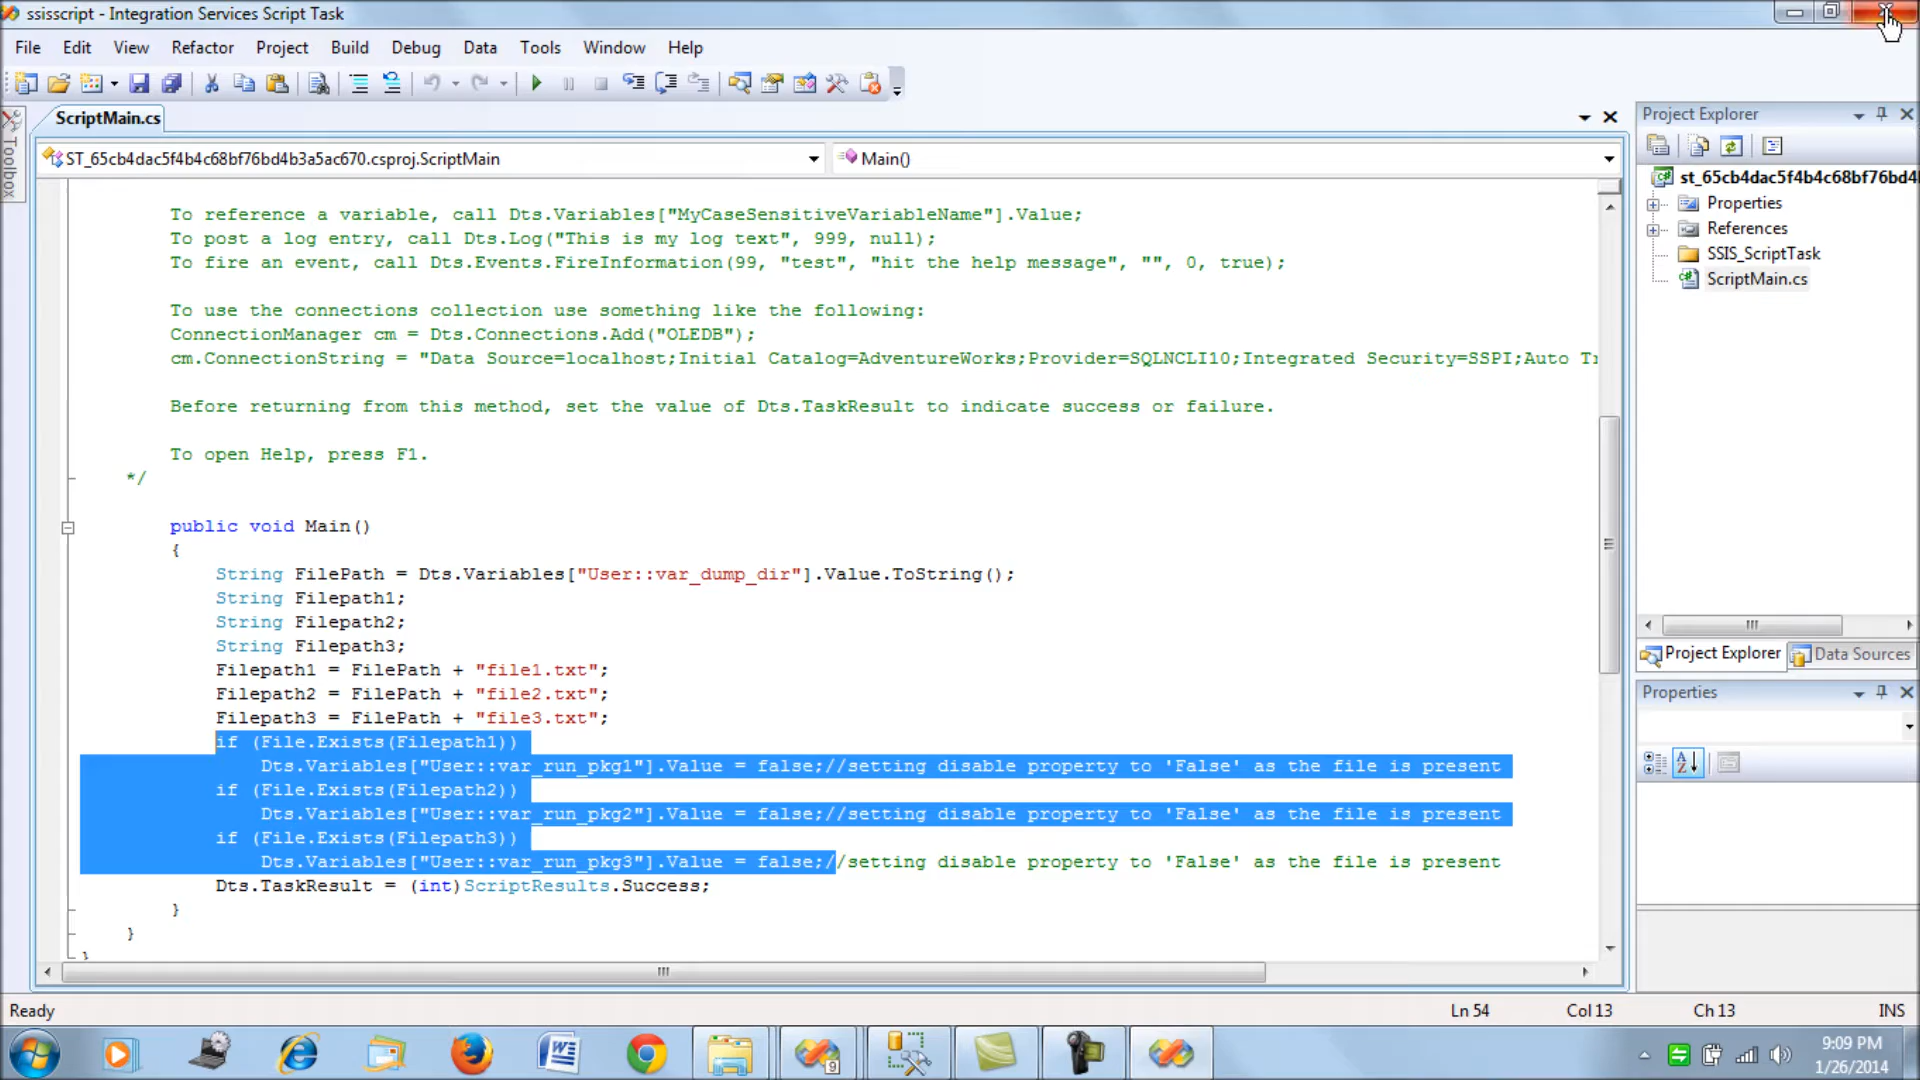 ssisscript - Integration Services Script Task
File Edit View Refactor Project Build Debug Data Tools Window Help
ScriptMain.cs
Toolbox
ST_65cb4dac5f4b4c68bf76bd4b3a5ac670.csproj.ScriptMain
Main()
To reference a variable, call Dts.Variables["MyCaseSensitiveVariableName"].Value;
To post a log entry, call Dts.Log("This is my log text", 999, null);
To fire an event, call Dts.Events.FireInformation(99, "test", "hit the help message", "", 0, true);
To use the connections collection use something like the following:
ConnectionManager cm = Dts.Connections.Add("OLEDB");
cm.ConnectionString = "Data Source=localhost;Initial Catalog=AdventureWorks;Provider=SQLNCLI10;Integrated Security=SSPI;Auto Tr
Before returning from this method, set the value of Dts.TaskResult to indicate success or failure.
To open Help, press F1.
*/
public void Main()
{
String FilePath = Dts.Variables["User::var_dump_dir"].Value.ToString();
String Filepath1;
String Filepath2;
String Filepath3;
Filepath1 = FilePath + "file1.txt";
Filepath2 = FilePath + "file2.txt";
Filepath3 = FilePath + "file3.txt";
if (File.Exists(Filepath1))
Dts.Variables["User::var_run_pkg1"].Value = false;//setting disable property to 'False' as the file is present
if (File.Exists(Filepath2))
Dts.Variables["User::var_run_pkg2"].Value = false;//setting disable property to 'False' as the file is present
if (File.Exists(Filepath3))
Dts.Variables["User::var_run_pkg3"].Value = false;//setting disable property to 'False' as the file is present
Dts.TaskResult = (int)ScriptResults.Success;
}
}
}
Project Explorer
st_65cb4dac5f4b4c68bf76bd4
Properties
References
SSIS_ScriptTask
ScriptMain.cs
Project Explorer Data Sources
Properties
Ready
Ln 54 Col 13 Ch 13 INS
9
9:09 PM
1/26/2014